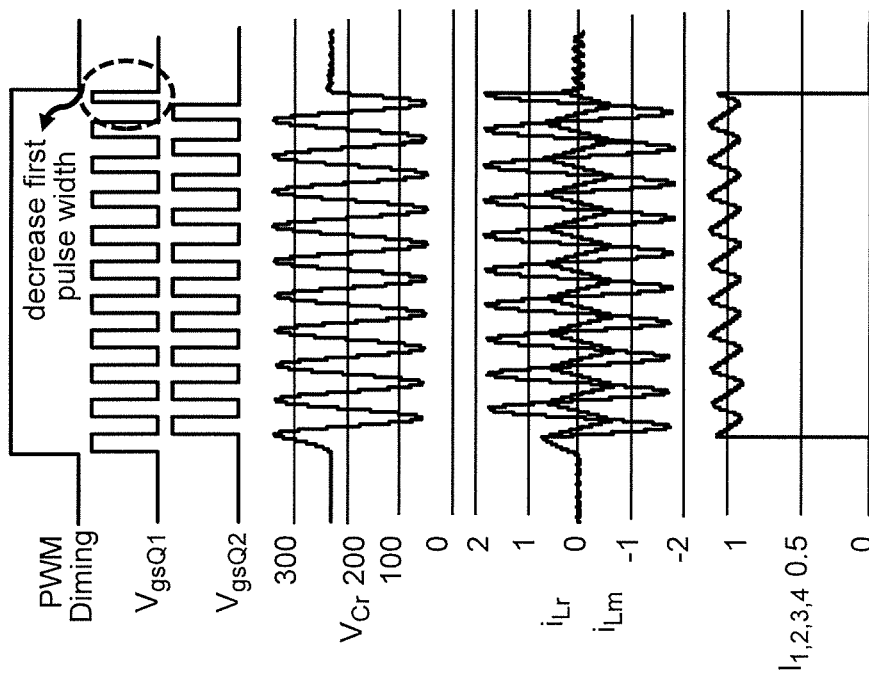 decrease first
pulse width
PWM
Diming
VgsQ1
VgsQ2
300
VCr 200
100
0
2
1
iLr 0
iLm -1
-2
1
I1,2,3,4 0.5
0